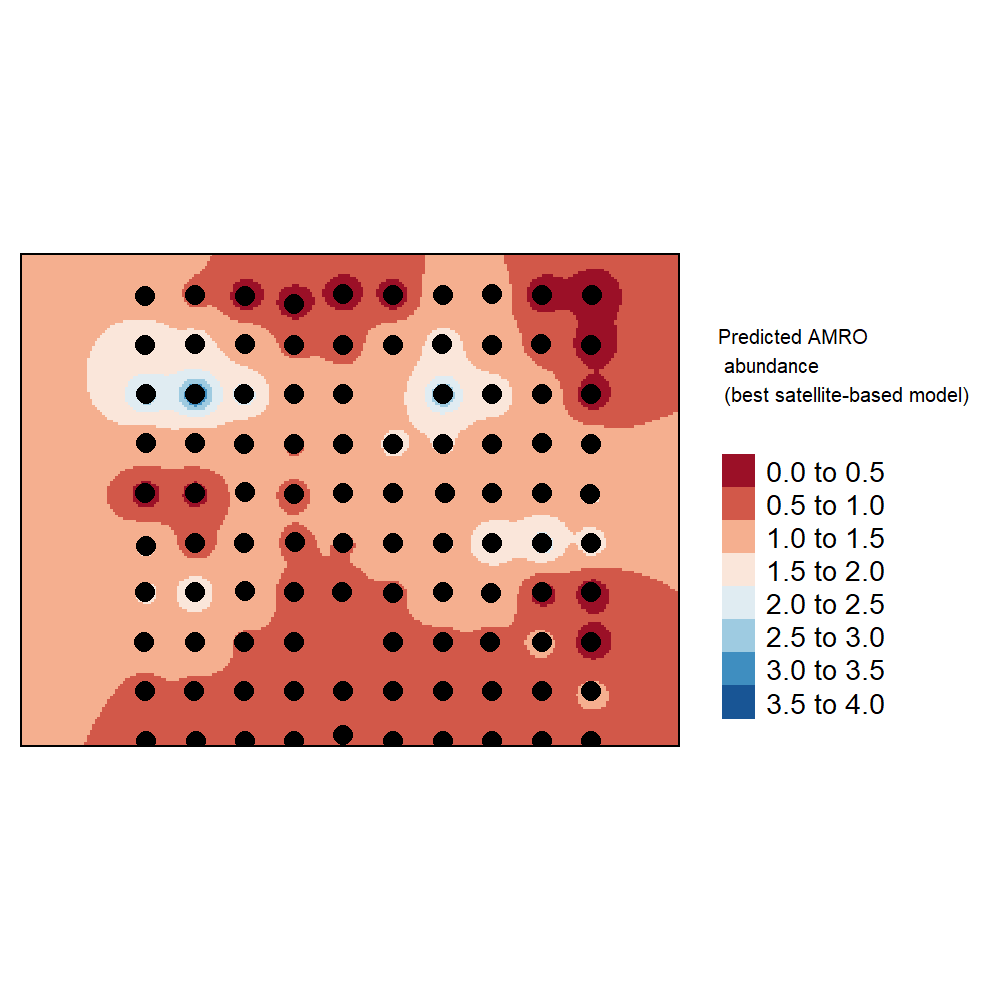 Predicted AMRO
abundance
(best satellite-based model)
0.0 to 0.5
0.5 to 1.0
1.0 to 1.5
1.5 to 2.0
2.0 to 2.5
2.5 to 3.0
3.0 to 3.5
3.5 to 4.0